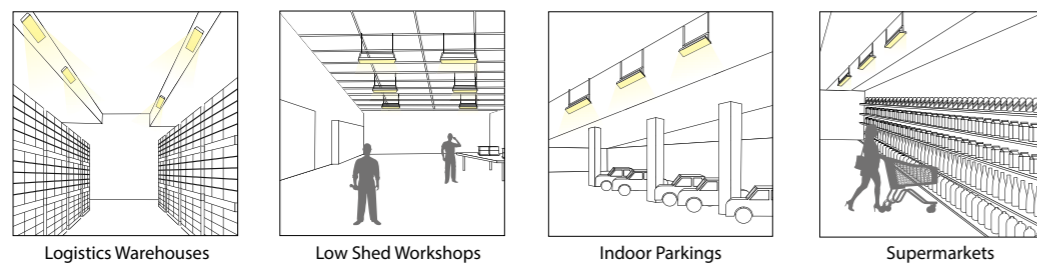 Logistics Warehouses
Low Shed Workshops
Indoor Parkings
Supermarkets